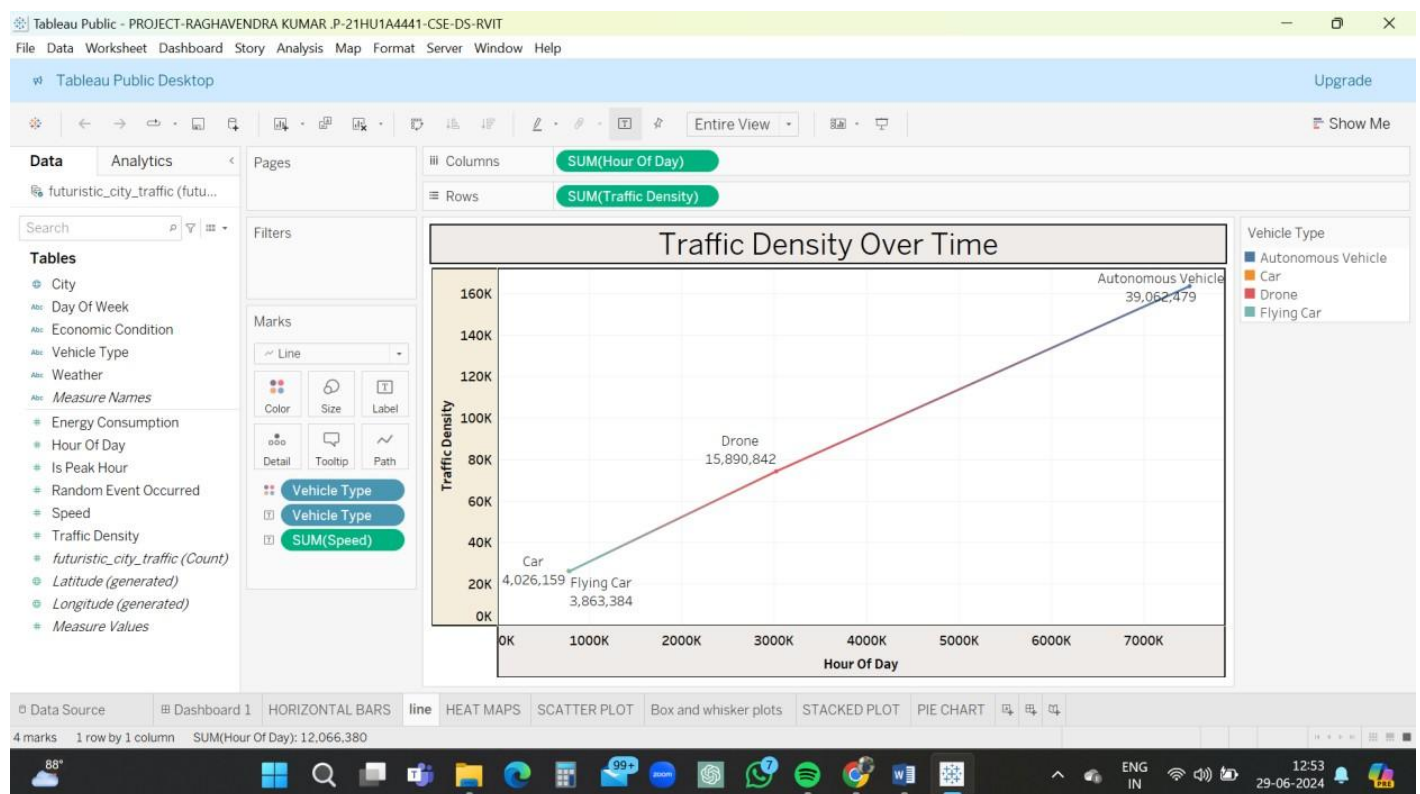 Tableau Public - PROJECT-RAGHAVENDRA KUMAR .P-21HU1A4441-CSE-DS-RVIT
File Data Worksheet Dashboard Story Analysis Map Format Server Window Help
Tableau Public Desktop Upgrade
Entire View Show Me
Data Analytics
futuristic_city_traffic (futu...
Search
Tables
City
Abc Day Of Week
Abc Economic Condition
Abc Vehicle Type
Abc Weather
Abc Measure Names
# Energy Consumption
# Hour Of Day
# Is Peak Hour
# Random Event Occurred
# Speed
# Traffic Density
# futuristic_city_traffic (Count)
Latitude (generated)
Longitude (generated)
# Measure Values
Pages
Filters
Marks
Line
Color Size Label
Detail Tooltip Path
Vehicle Type
Vehicle Type
SUM(Speed)
Columns SUM(Hour Of Day)
Rows SUM(Traffic Density)
Traffic Density Over Time
Traffic Density
160K
140K
120K
100K
80K
60K
40K
20K
0K
Autonomous Vehicle
39,062,479
Drone
15,890,842
Car
4,026,159
Flying Car
3,863,384
0K 1000K 2000K 3000K 4000K 5000K 6000K 7000K
Hour Of Day
Vehicle Type
Autonomous Vehicle
Car
Drone
Flying Car
Data Source Dashboard 1 HORIZONTAL BARS line HEAT MAPS SCATTER PLOT Box and whisker plots STACKED PLOT PIE CHART
4 marks 1 row by 1 column SUM(Hour Of Day): 12,066,380
88°
99+
zoom
7
W
ENG
IN
12:53
29-06-2024
PRE